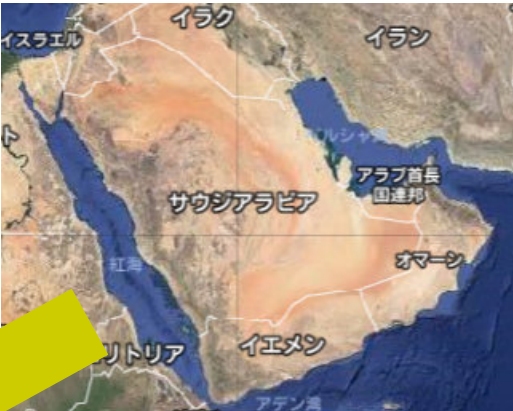 イラク
イラン
イスラエル
ト
ペルシャ湾
アラブ首長
国連邦
サウジアラビア
オマーン
紅海
リトリア
イエメン
アデン湾